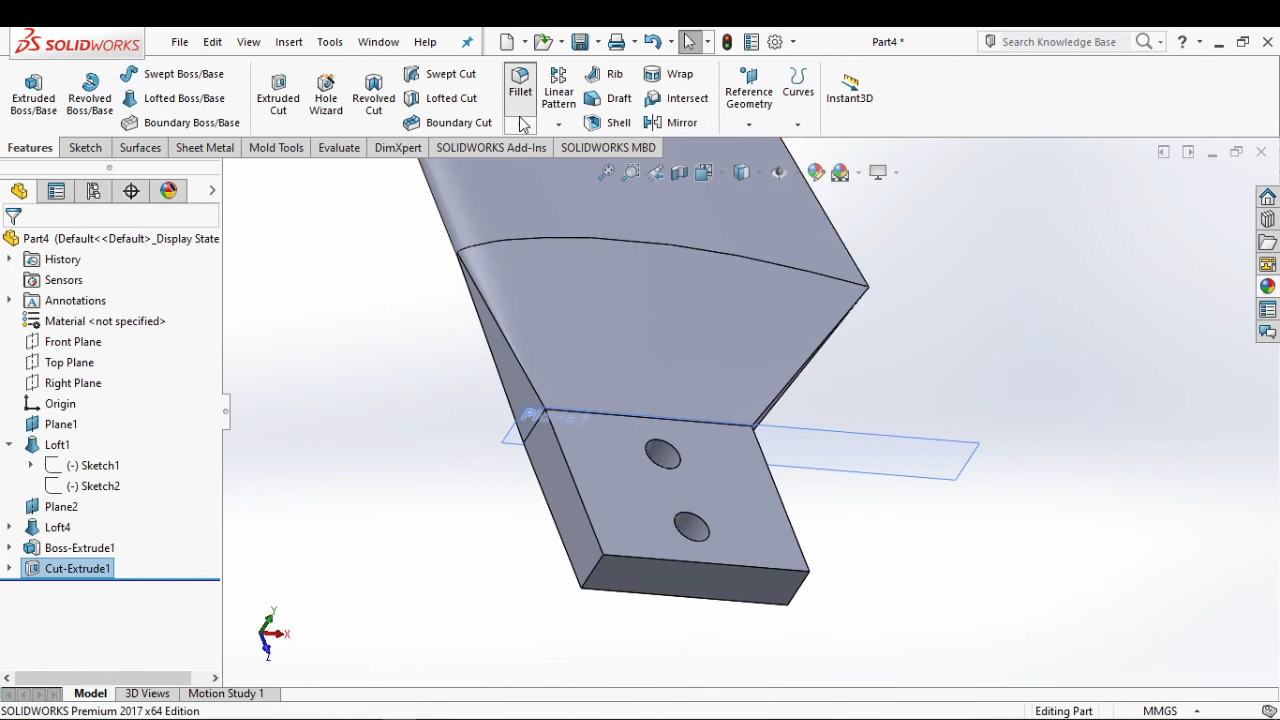 SOLIDWORKS File Edit View Insert Tools Window Help Part4 * Search Knowledge Base ?
Swept Boss/Base Swept Cut Rib Wrap
Extruded Boss/Base Revolved Boss/Base Lofted Boss/Base Extruded Cut Hole Wizard Revolved Cut Lofted Cut Fillet Linear Pattern Draft Intersect Reference Geometry Curves Instant3D
Boundary Boss/Base Boundary Cut Shell Mirror
Features Sketch Surfaces Sheet Metal Mold Tools Evaluate DimXpert SOLIDWORKS Add-Ins SOLIDWORKS MBD
Part4 (Default<<Default>_Display State
History
Sensors
Annotations
Material <not specified>
Front Plane
Top Plane
Right Plane
Origin
Plane1
Loft1
(-) Sketch1
(-) Sketch2
Plane2
Loft4
Boss-Extrude1
Cut-Extrude1
Y
X
Z
Model 3D Views Motion Study 1
SOLIDWORKS Premium 2017 x64 Edition Editing Part MMGS